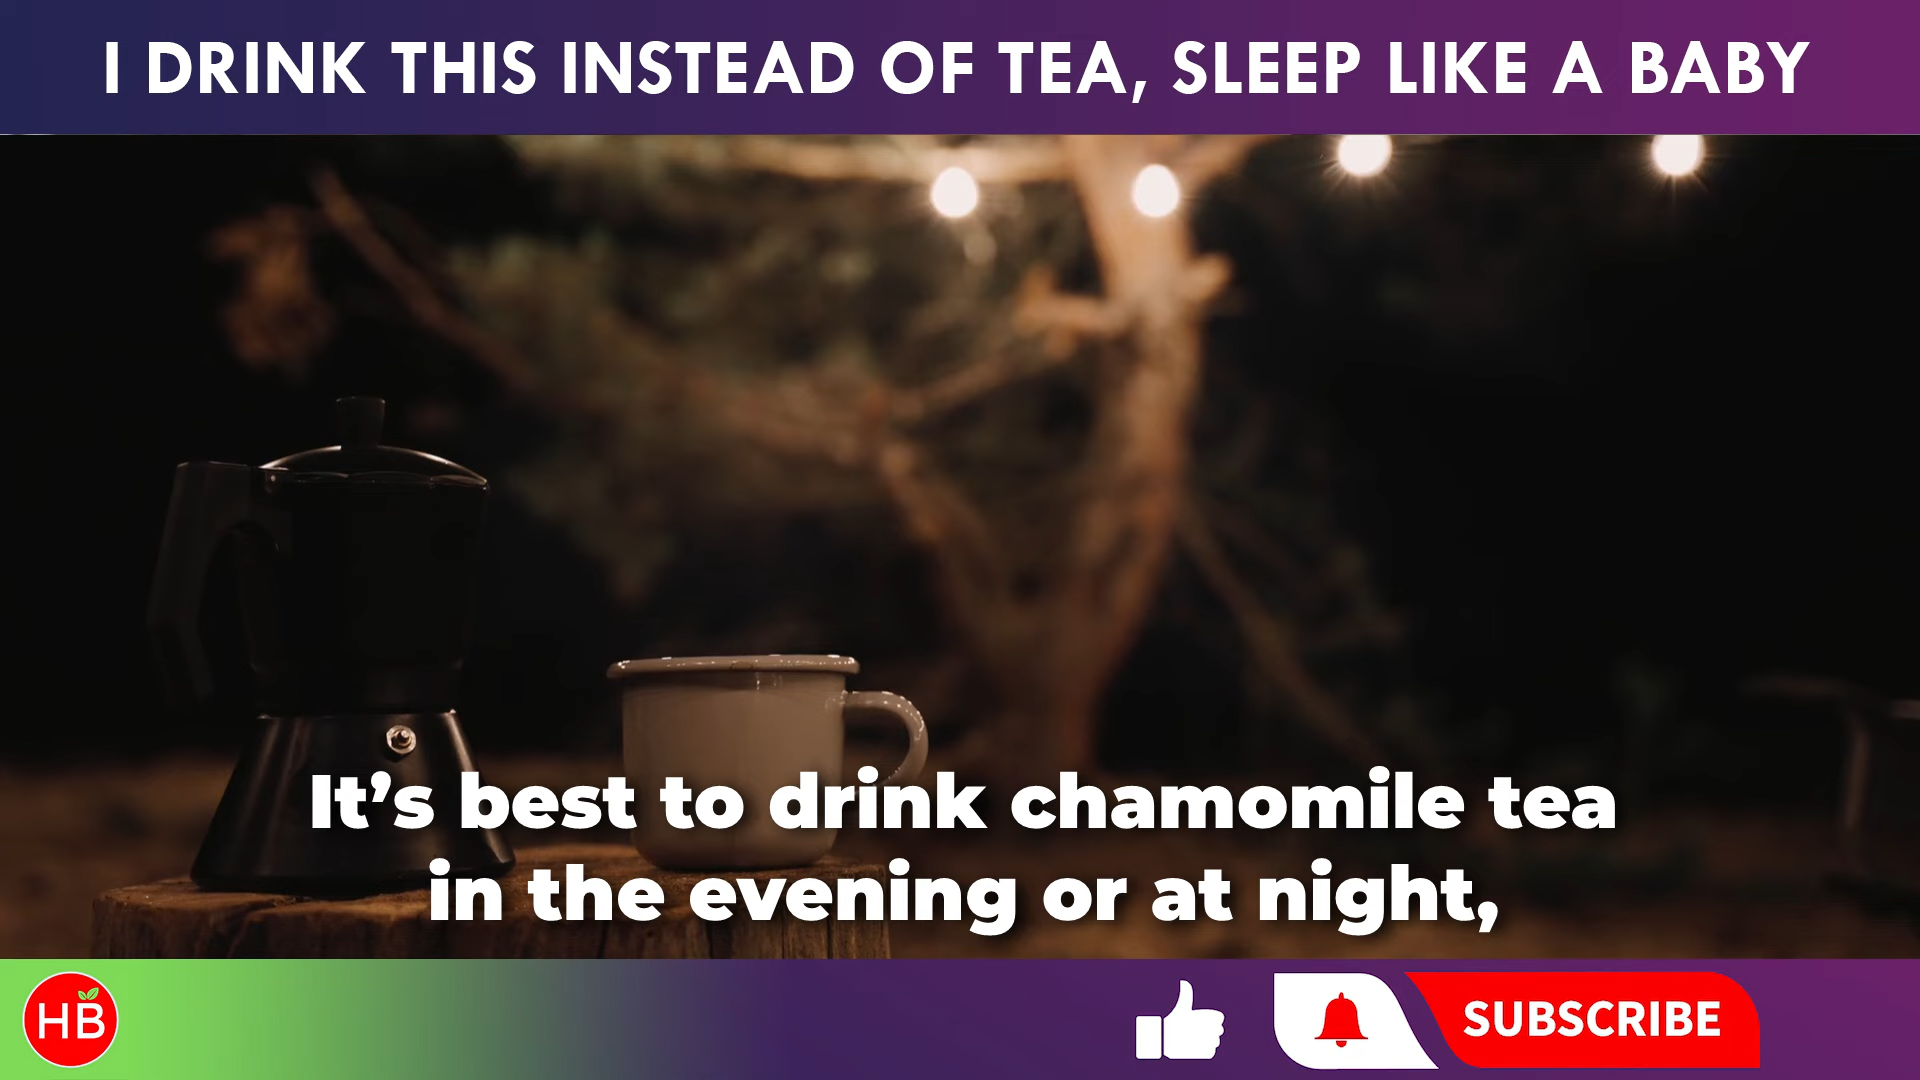 I DRINK THIS INSTEAD OF TEA, SLEEP LIKE A BABY
It’s best to drink chamomile tea
in the evening or at night,
HB
SUBSCRIBE